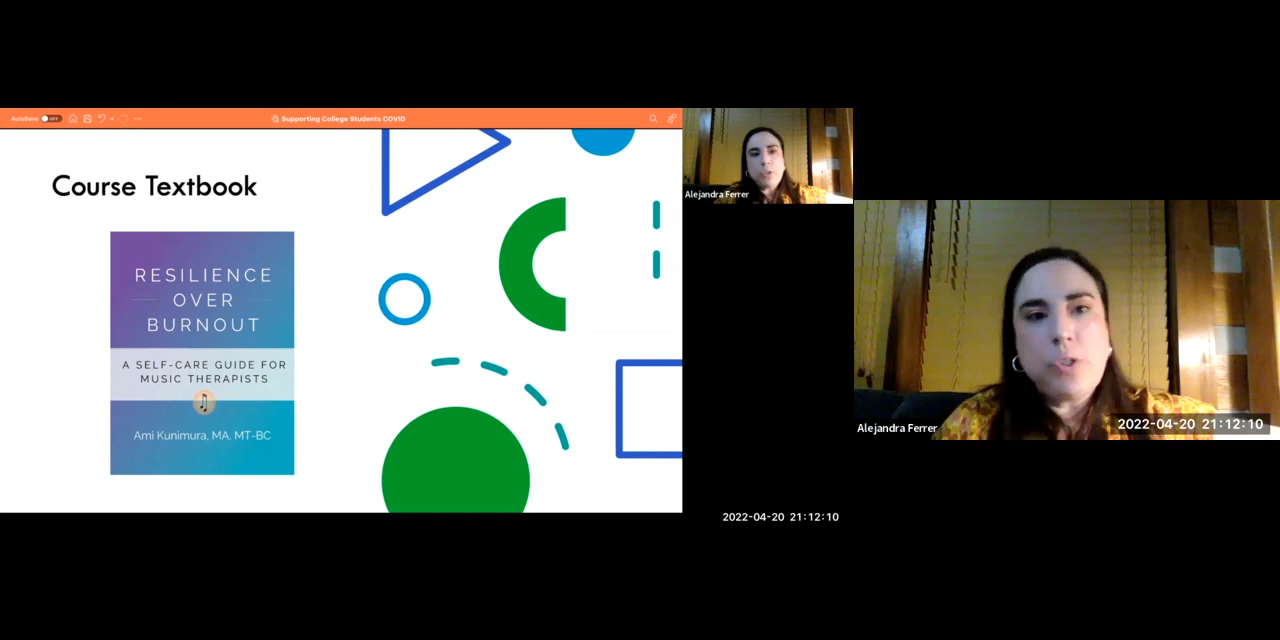 AutoSave OFF
Supporting College Students COVID
Course Textbook
RESILIENCE
OVER
BURNOUT
A SELF-CARE GUIDE FOR
MUSIC THERAPISTS
Ami Kunimura, MA, MT-BC
Alejandra Ferrer
2022-04-20 21:12:10
Alejandra Ferrer
2022-04-20 21:12:10